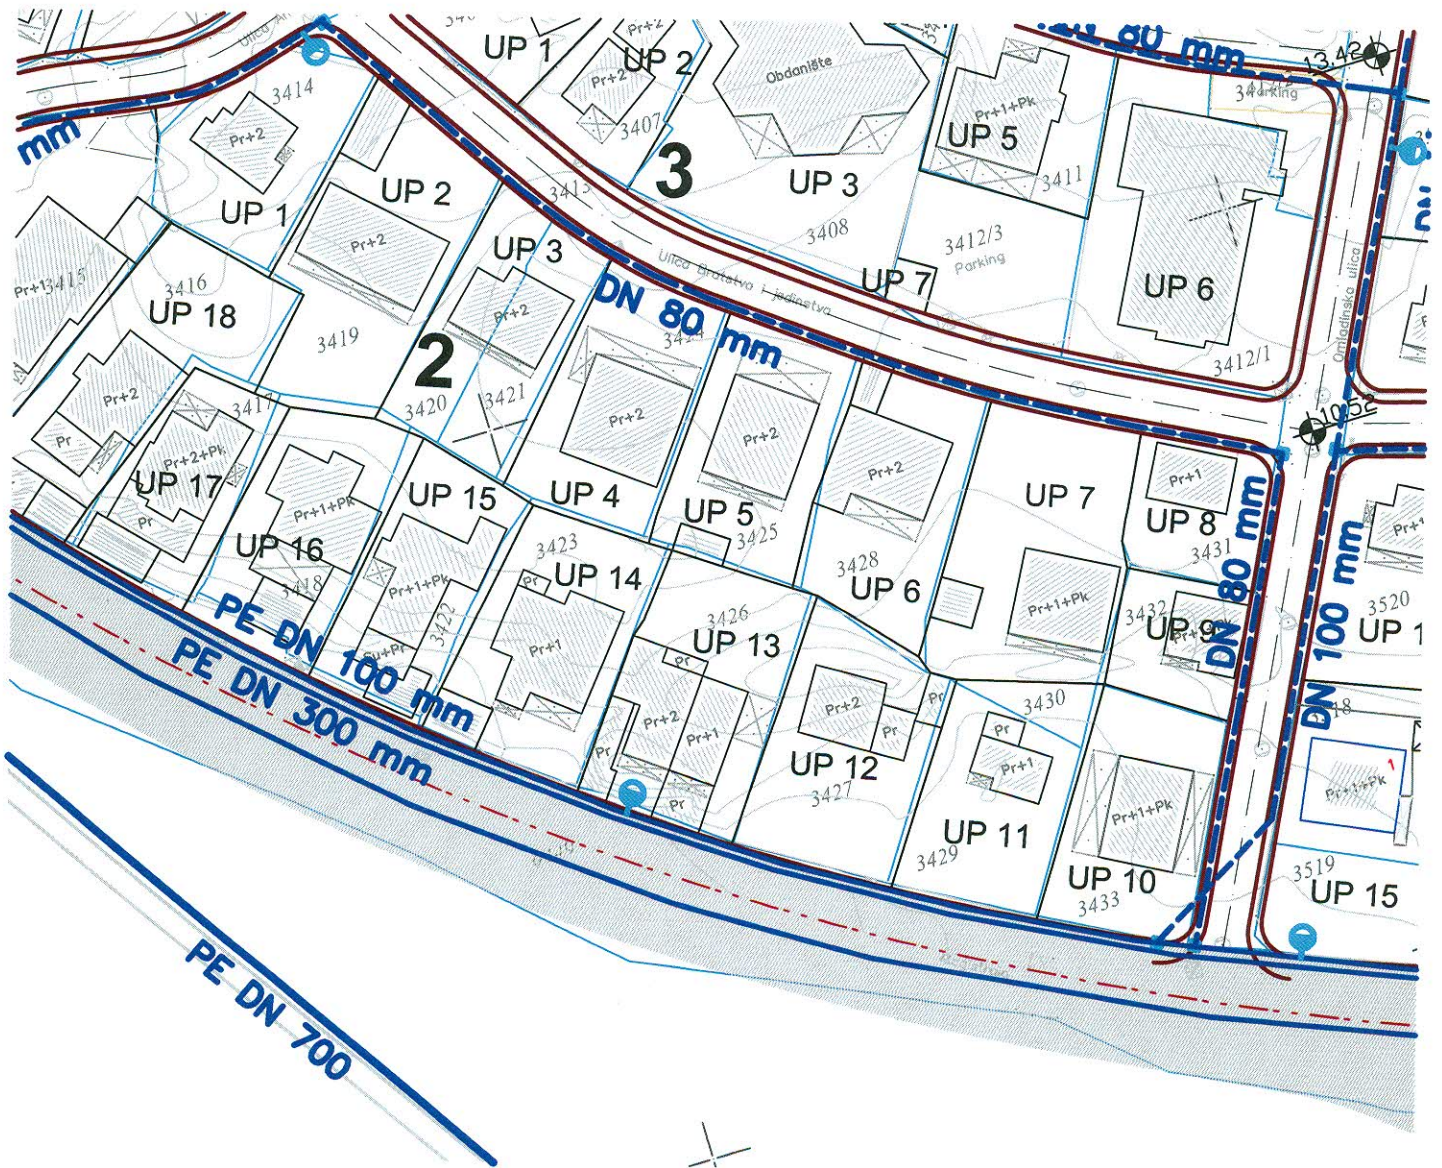 UP 1
Pr+2
UP 2
Obdanište
80 mm
13.42
Parking
3414
Pr+2
Pr+2
3407
Pr+1+Pk
UP 5
mm
3
UP 3
3411
UP 2
UP 1
3413
3408
3412/3
Parking
UP 3
Pr+2
Ulica Bratstva i jedinstva
UP 7
UP 6
Omladinska ulica
Pr+1
3415
3416
UP 18
3419
DN 80 mm
Pr+2
2
3412/1
10.52
Pr+2
3417
3420
3421
Pr+2
Pr+2
Pr
Pr+2+Pk
UP 17
UP 15
UP 4
UP 5
Pr+2
UP 7
Pr+1
UP 8
DN 80 mm
Pr+1+Pk
Pr
UP 16
3418
3423
UP 14
3425
3428
UP 6
3431
DN 100 mm
Pr
Pr+1+Pk
3422
Pr+1+Pk
3432
UP 9
3520
UP 1
PE DN 100 mm
PE DN 300 mm
3426
UP 13
Pr+1
Pr
Pr+2
Pr+1
Pr
Pr
Pr+2
Pr
Pr
3430
UP 12
3427
Pr
Pr+1
UP 11
3429
Pr+1+Pk
UP 10
3433
Pr+1+Pk
1
3519
UP 15
PE DN 700